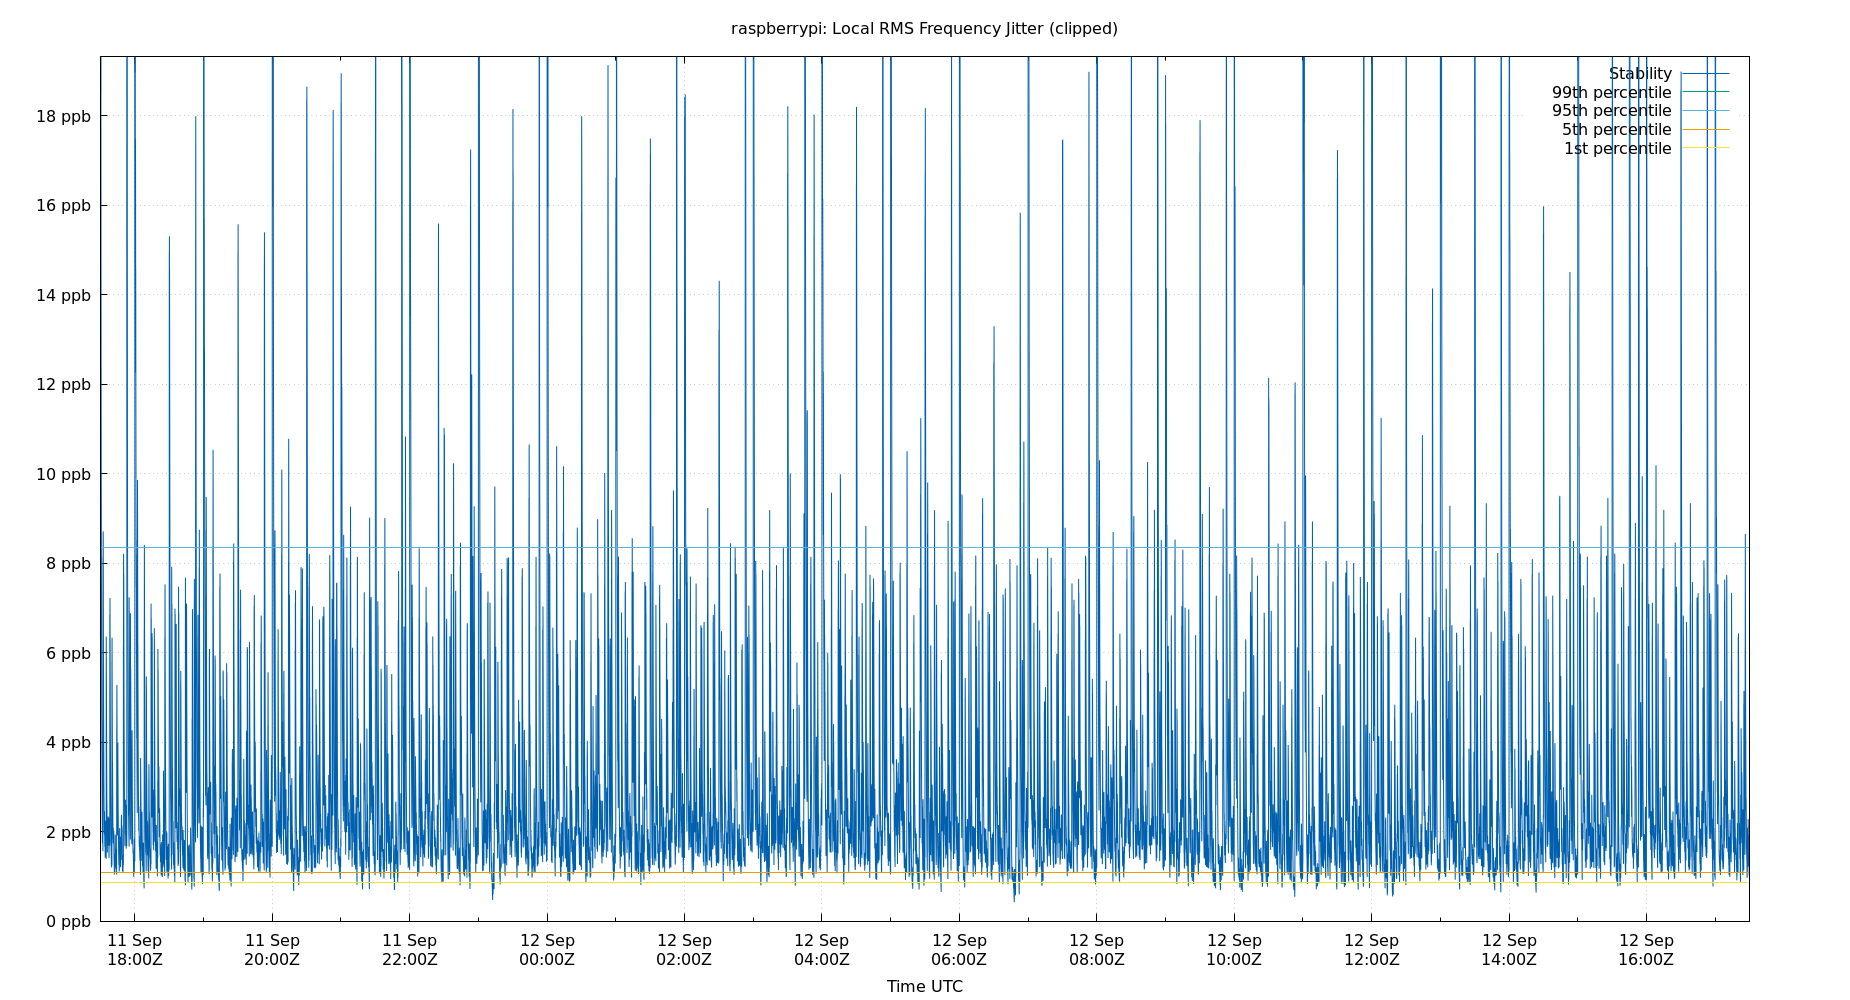 raspberrypi: Local RMS Frequency Jitter (clipped)
Stability
99th percentile
95th percentile
5th percentile
1st percentile
18 ppb
16 ppb
14 ppb
12 ppb
10 ppb
8 ppb
6 ppb
4 ppb
2 ppb
0 ppb
11 Sep 11 Sep 11 Sep 12 Sep 12 Sep 12 Sep 12 Sep 12 Sep 12 Sep 12 Sep 12 Sep 12 Sep
18:00Z 20:00Z 22:00Z 00:00Z 02:00Z 04:00Z 06:00Z 08:00Z 10:00Z 12:00Z 14:00Z 16:00Z
Time UTC